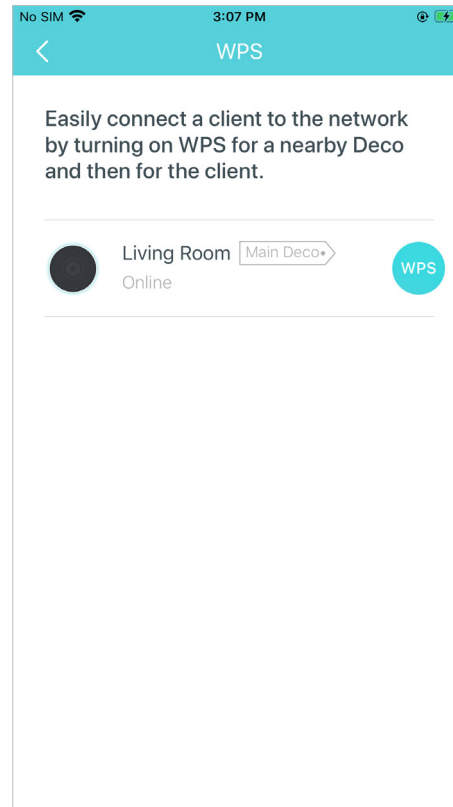 No SIM 3:07 PM
WPS
Easily connect a client to the network
by turning on WPS for a nearby Deco
and then for the client.
Living Room Main Deco
Online
WPS